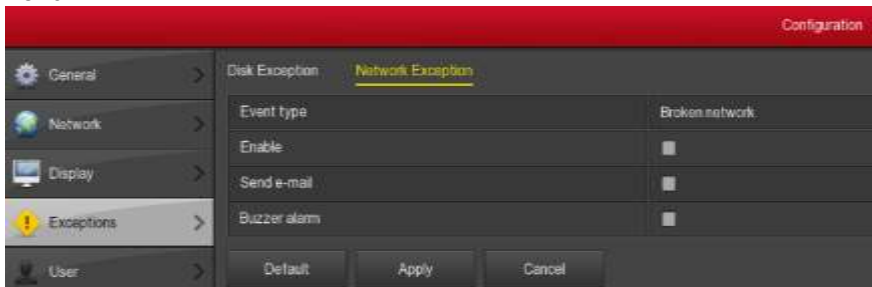 Configuration
General
Network
Display
Exceptions
User
Disk Exception Network Exception
Event type Broken network
Enable
Send e-mail
Buzzer alarm
Default Apply Cancel